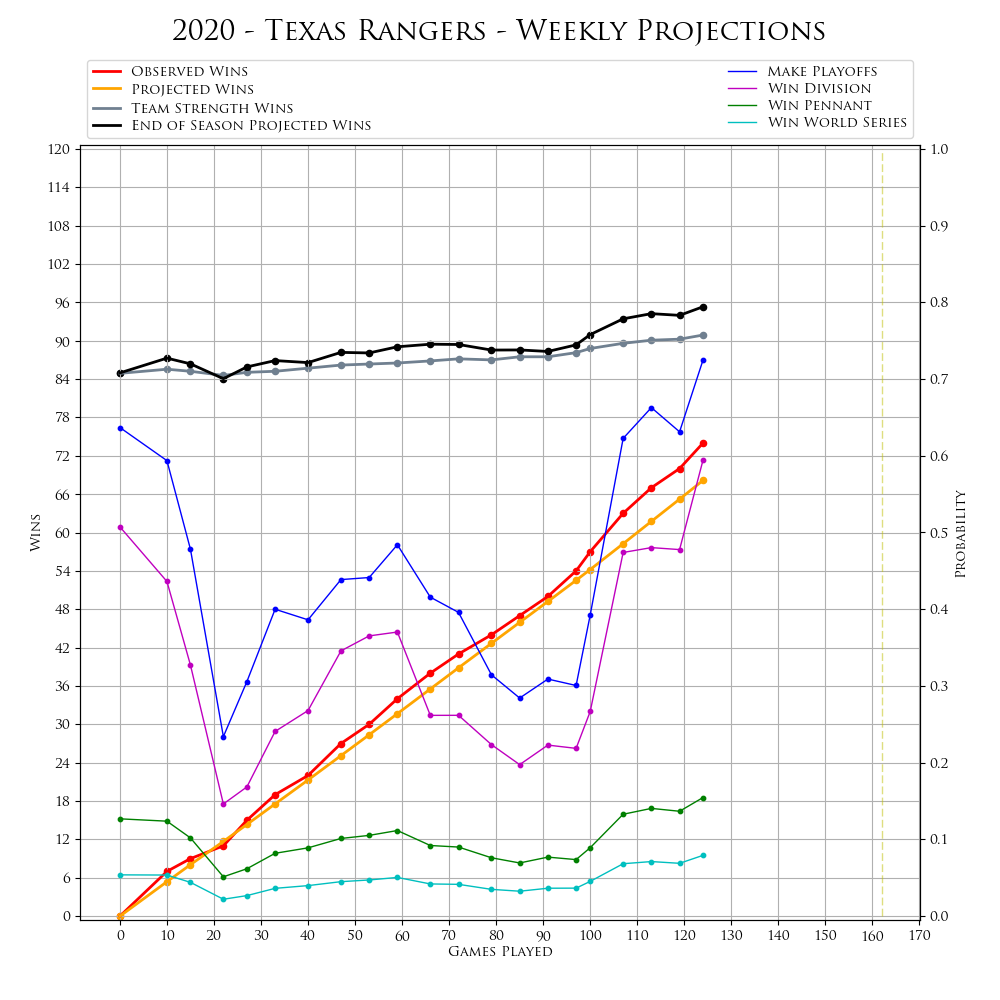 2020 - Texas Rangers - Weekly Projections
Observed Wins
Projected Wins
Team Strength Wins
End of Season Projected Wins
Make Playoffs
Win Division
Win Pennant
Win World Series
120
114
108
102
96
90
84
78
72
66
60
54
48
42
36
30
24
18
12
6
0
Wins
1.0
0.9
0.8
0.7
0.6
0.5
0.4
0.3
0.2
0.1
0.0
Probability
0 10 20 30 40 50 60 70 80 90 100 110 120 130 140 150 160 170
Games Played